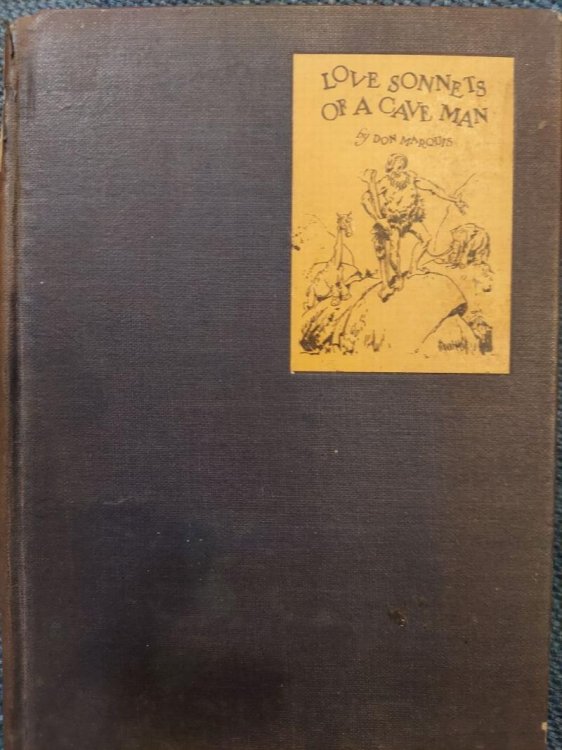 LOVE SONNETS
OF A CAVE MAN
by DON MARQUIS